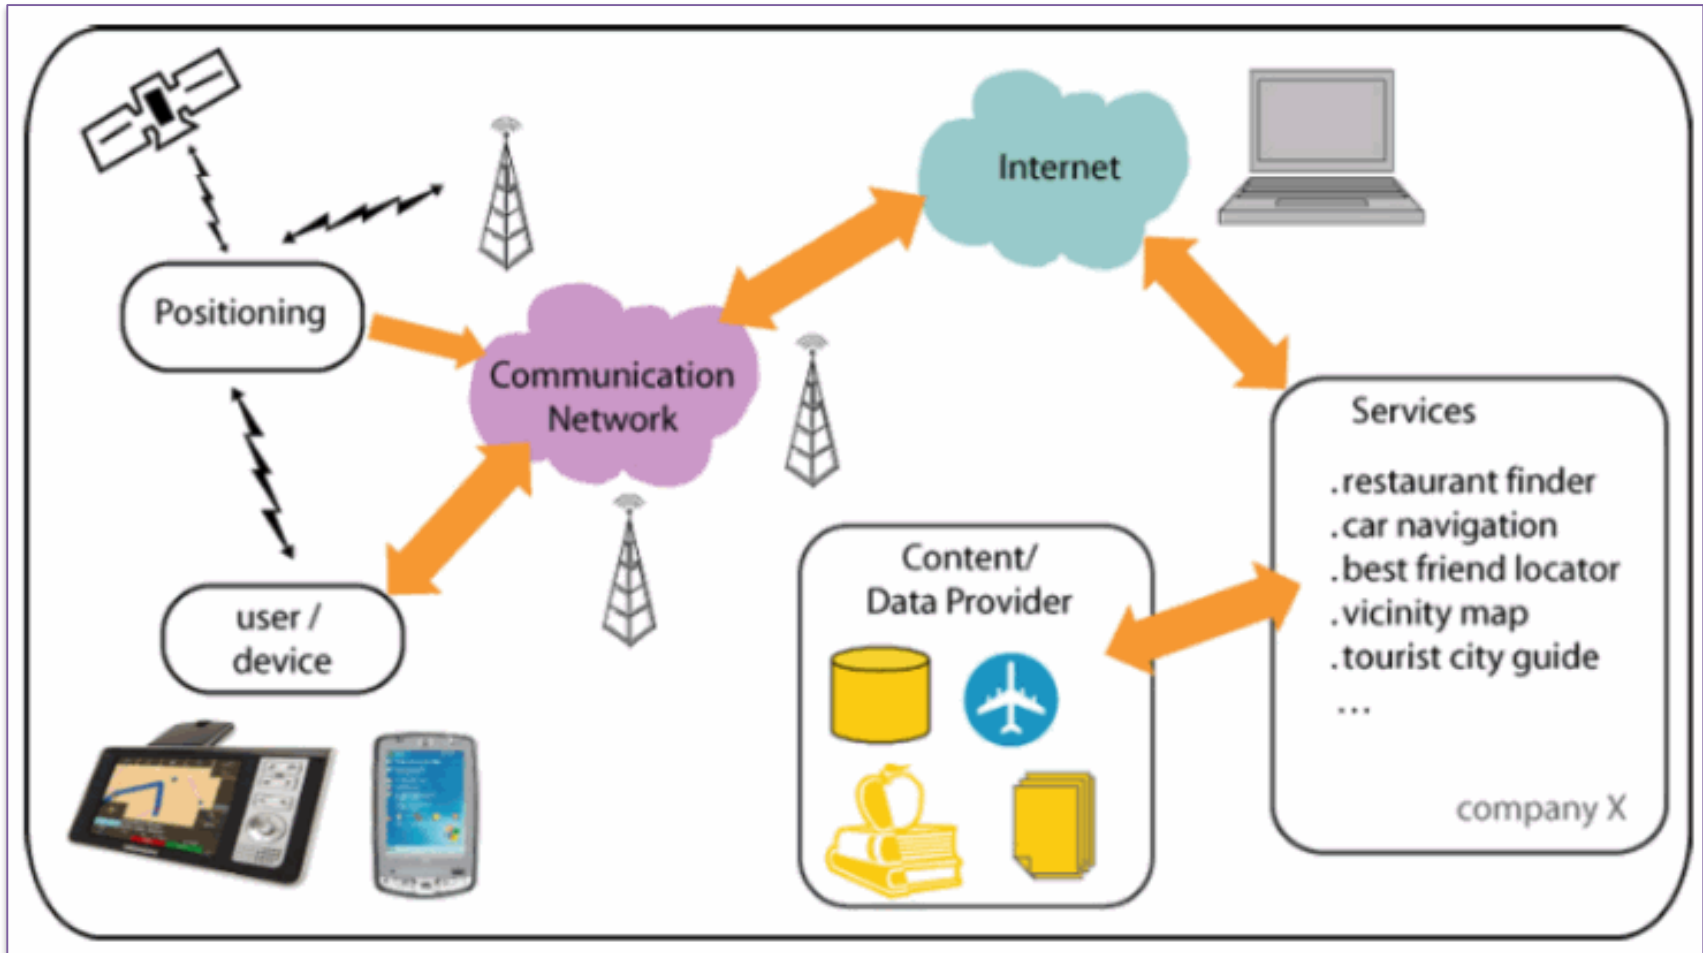 Internet
Positioning
Communication
Network
Services
.restaurant finder
.car navigation
.best friend locator
.vicinity map
.tourist city guide
...
company X
Content/
Data Provider
user /
device